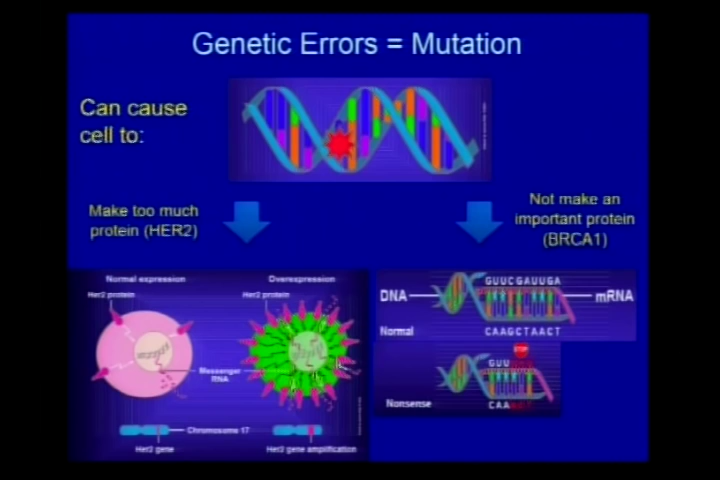 Genetic Errors = Mutation
Can cause
cell to:
Make too much
protein (HER2)
Not make an
important protein
(BRCA1)
Normal expression
Overexpression
Her2 protein
Her2 protein
Messenger
RNA
Chromosome 17
Her2 gene
Her2 gene amplification
GUUCGAUUGA
DNA
mRNA
Normal
CAAGCTAACT
STOP
GUU
Nonsense
CAA